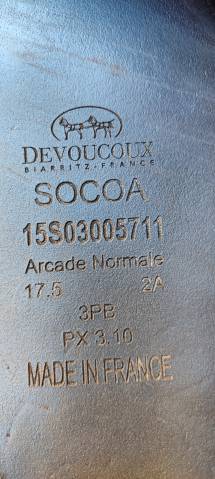 DEVOUCOUX
BIARRITZ-FRANCE
SOCOA
15S03005711
Arcade Normale
17.5 2A
3PB
PX 3.10
MADE IN FRANCE